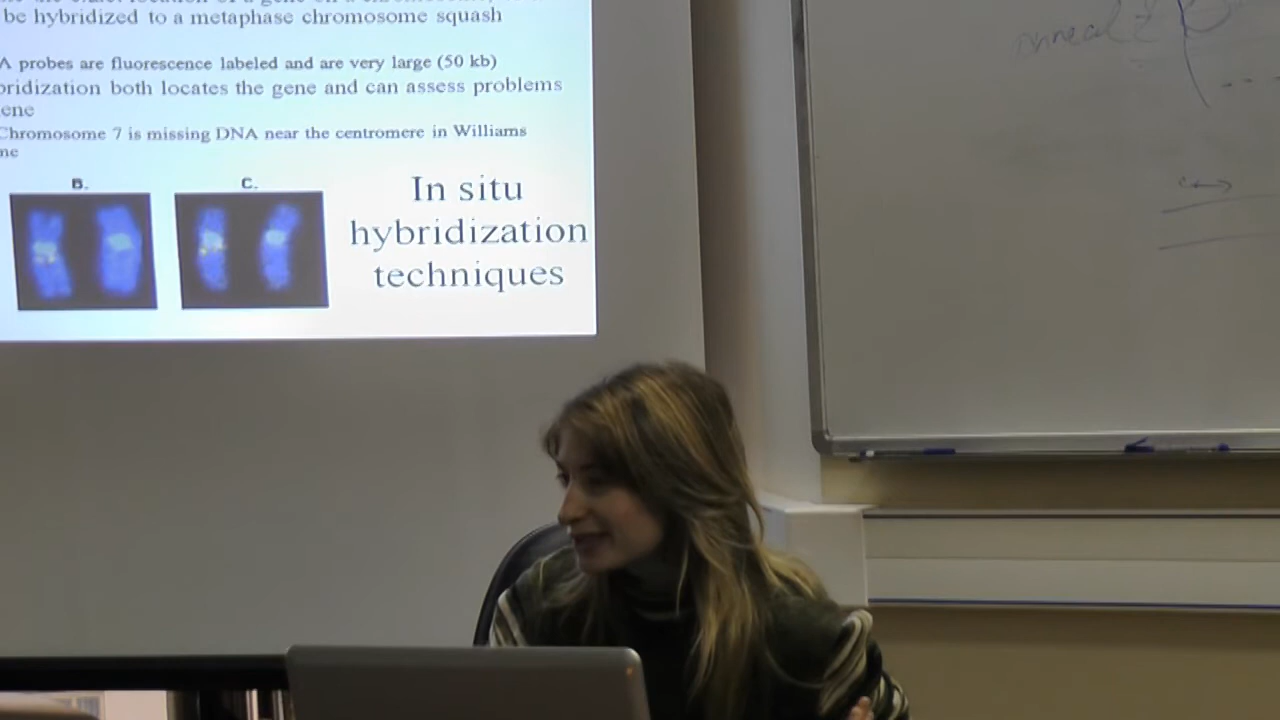 be hybridized to a metaphase chromosome squash
A probes are fluorescence labeled and are very large (50 kb)
bridization both locates the gene and can assess problems
ene
Chromosome 7 is missing DNA near the centromere in Williams
ne
B.
C.
In situ
hybridization
techniques